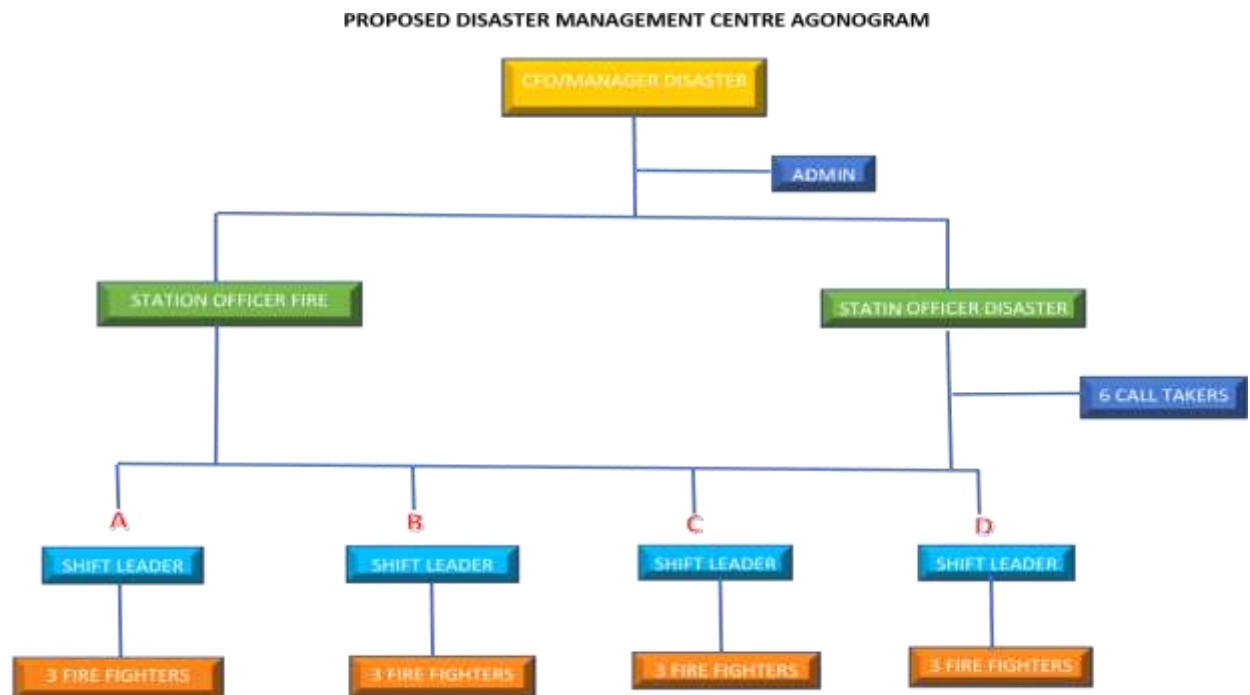 PROPOSED DISASTER MANAGEMENT CENTRE AGONOGRAM
CFO/MANAGER DISASTER
ADMIN
STATION OFFICER FIRE
STATIN OFFICER DISASTER
6 CALL TAKERS
A
B
C
D
SHIFT LEADER
SHIFT LEADER
SHIFT LEADER
SHIFT LEADER
3 FIRE FIGHTERS
3 FIRE FIGHTERS
3 FIRE FIGHTERS
3 FIRE FIGHTERS